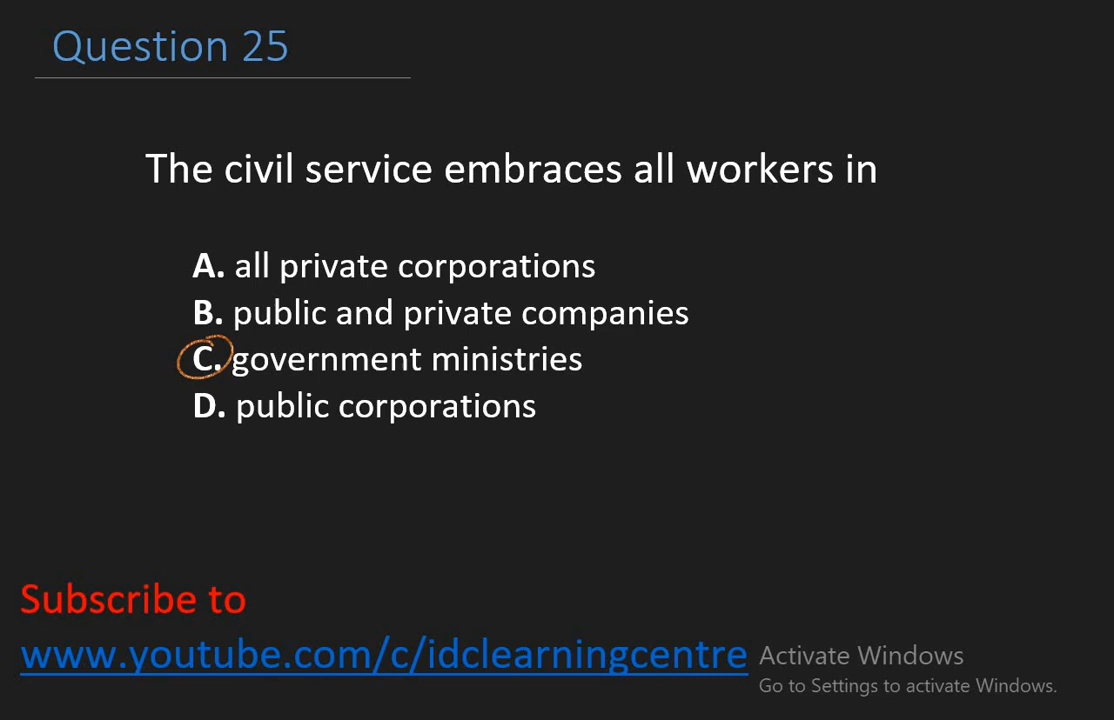 Question 25
The civil service embraces all workers in
A. all private corporations
B. public and private companies
C. government ministries
D. public corporations
Subscribe to
www.youtube.com/c/idclearningcentre
Activate Windows
Go to Settings to activate Windows.